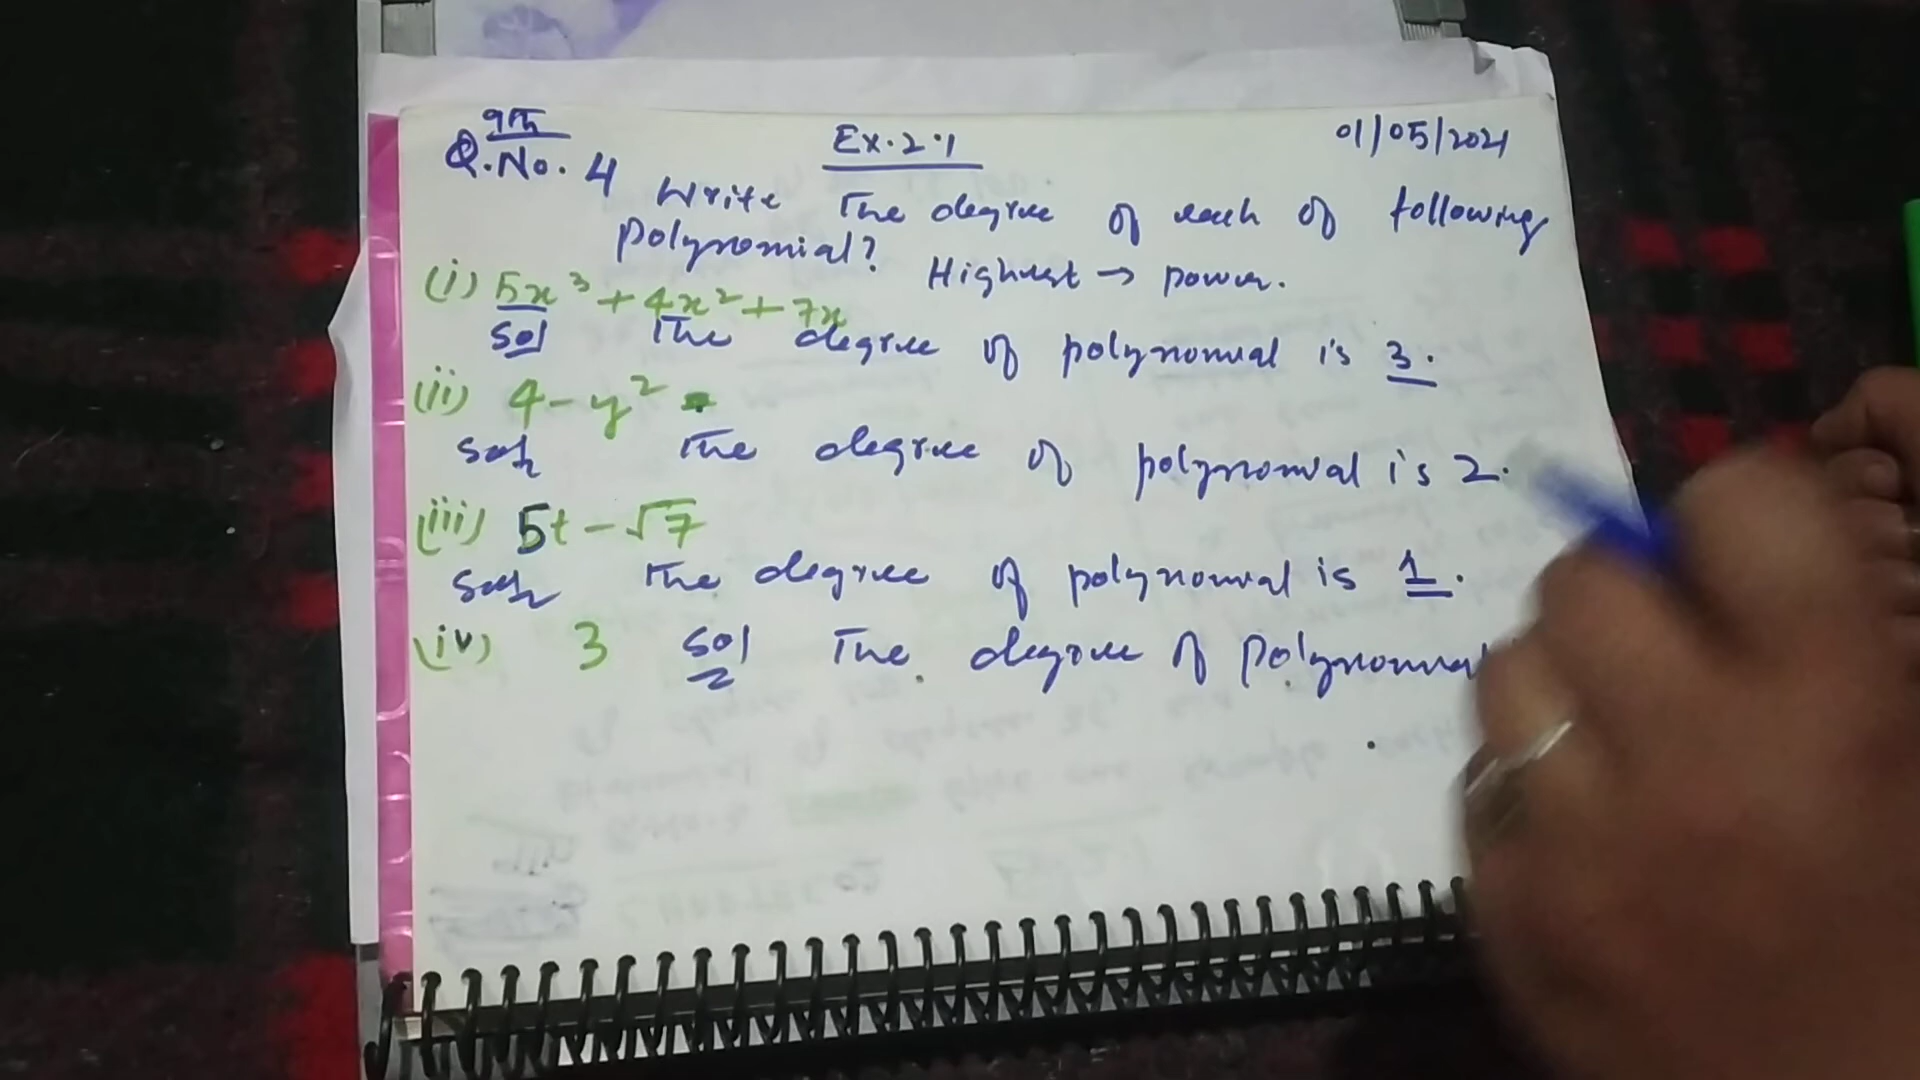 9th
Ex.2.1
01/05/2021
Q.No. 4 Write The degree of each of following
polynomial? Highest → power.
(i) 5x³ + 4x² + 7x
Sol The degree of polynomial is 3.
(ii) 4 - y²
Sol The degree of polynomial is 2.
(iii) 5t - √7
Sol The degree of polynomial is 1.
(iv) 3 Sol The degree of Polynomial